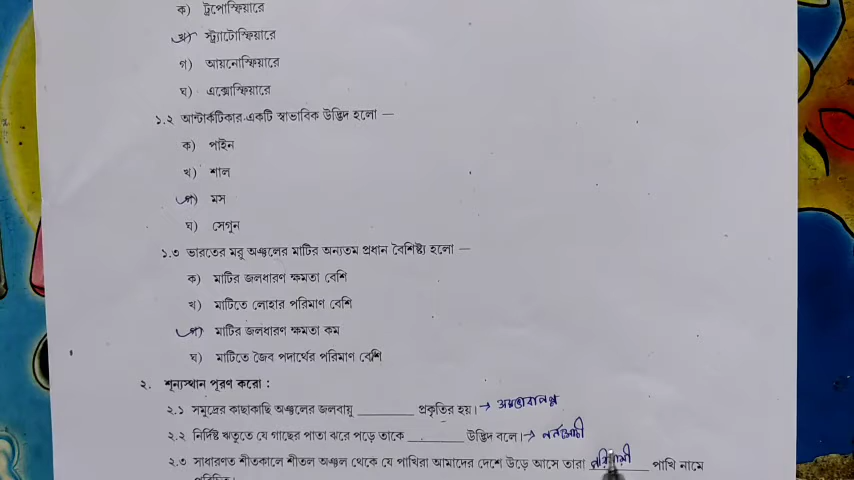 ক) ট্রপোস্ফিয়ারে
খ) স্ট্র্যাটোস্ফিয়ারে
গ) আয়নোস্ফিয়ারে
ঘ) এক্সোস্ফিয়ারে
১.২ আন্টার্কটিকার একটি স্বাভাবিক উদ্ভিদ হলো —
ক) পাইন
খ) শাল
গ) মস
ঘ) সেগুন
১.৩ ভারতের মরু অঞ্চলের মাটির অন্যতম প্রধান বৈশিষ্ট্য হলো —
ক) মাটির জলধারণ ক্ষমতা বেশি
খ) মাটিতে লোহার পরিমাণ বেশি
গ) মাটির জলধারণ ক্ষমতা কম
ঘ) মাটিতে জৈব পদার্থের পরিমাণ বেশি
২. শূন্যস্থান পূরণ করো :
২.১ সমুদ্রের কাছাকাছি অঞ্চলের জলবায়ু ________ প্রকৃতির হয়। → সমভাবাপন্ন
২.২ নির্দিষ্ট ঋতুতে যে গাছের পাতা ঝরে পড়ে তাকে ________ উদ্ভিদ বলে। → পর্ণমোচী
২.৩ সাধারণত শীতকালে শীতল অঞ্চল থেকে যে পাখিরা আমাদের দেশে উড়ে আসে তারা পরিযায়ী পাখি নামে